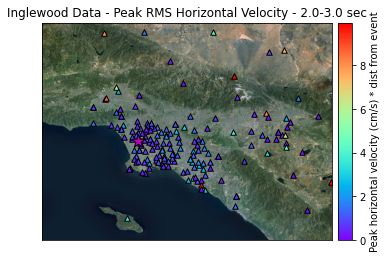 Inglewood Data - Peak RMS Horizontal Velocity - 2.0-3.0 sec
8
6
4
2
0
Peak horizontal velocity (cm/s) * dist from event